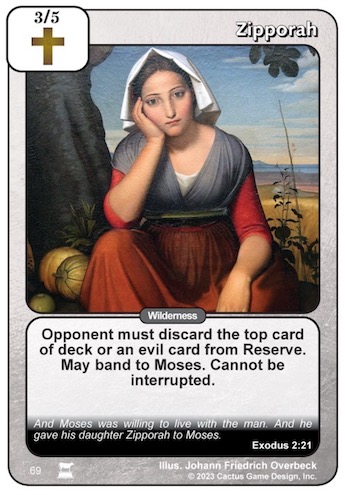 3/5
Zipporah
Wilderness
Opponent must discard the top card
of deck or an evil card from Reserve.
May band to Moses. Cannot be
interrupted.
And Moses was willing to live with the man. And he
gave his daughter Zipporah to Moses.
Exodus 2:21
Illus. Johann Friedrich Overbeck
69
© 2023 Cactus Game Design, Inc.